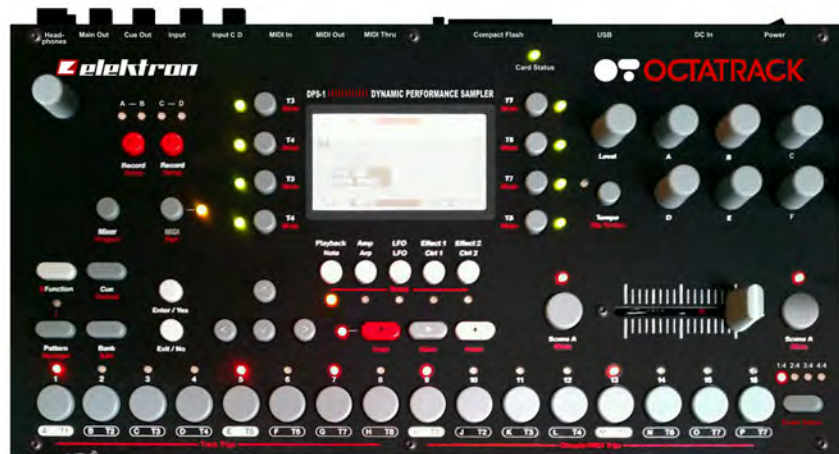 Head-
phones
Main Out
Cue Out
Input
Input C D
MIDI In
MIDI Out
MIDI Thru
Compact Flash
USB
DC In
Power
elektron
Card Status
OCTATRACK
DPS-1
DYNAMIC PERFORMANCE SAMPLER
A — B
C — D
T3
T4
T3
T4
T7
T8
T7
T8
Record
Record
Level
A
B
C
Tempo
D
E
F
Mixer
Project
MIDI
Playback
Note
Amp
Arp
LFO
LFO
Effect 1
Ctrl 1
Effect 2
Ctrl 2
Function
Cue
Enter / Yes
Pattern
Bank
Exit / No
Scene A
Scene A
1:4 2:4 3:4 4:4
1 2 3 4 5 6 7 8 9 10 11 12 13 14 15 16
A T1
B T2
C T3
D T4
E T5
F T6
G T7
H T8
J T2
K T3
L T4
N T6
O T7
P T7